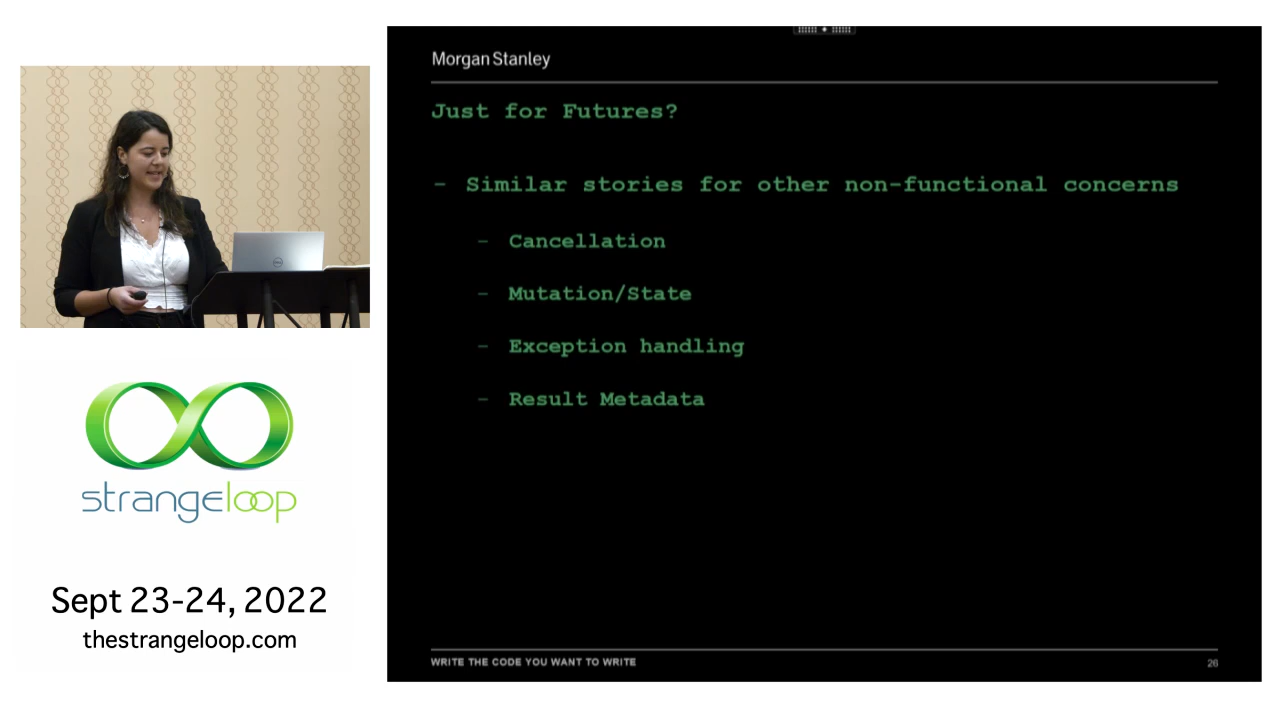 Morgan Stanley
Just for Futures?
- Similar stories for other non-functional concerns
- Cancellation
- Mutation/State
- Exception handling
- Result Metadata
WRITE THE CODE YOU WANT TO WRITE
26
strangeloop
Sept 23-24, 2022
thestrangeloop.com